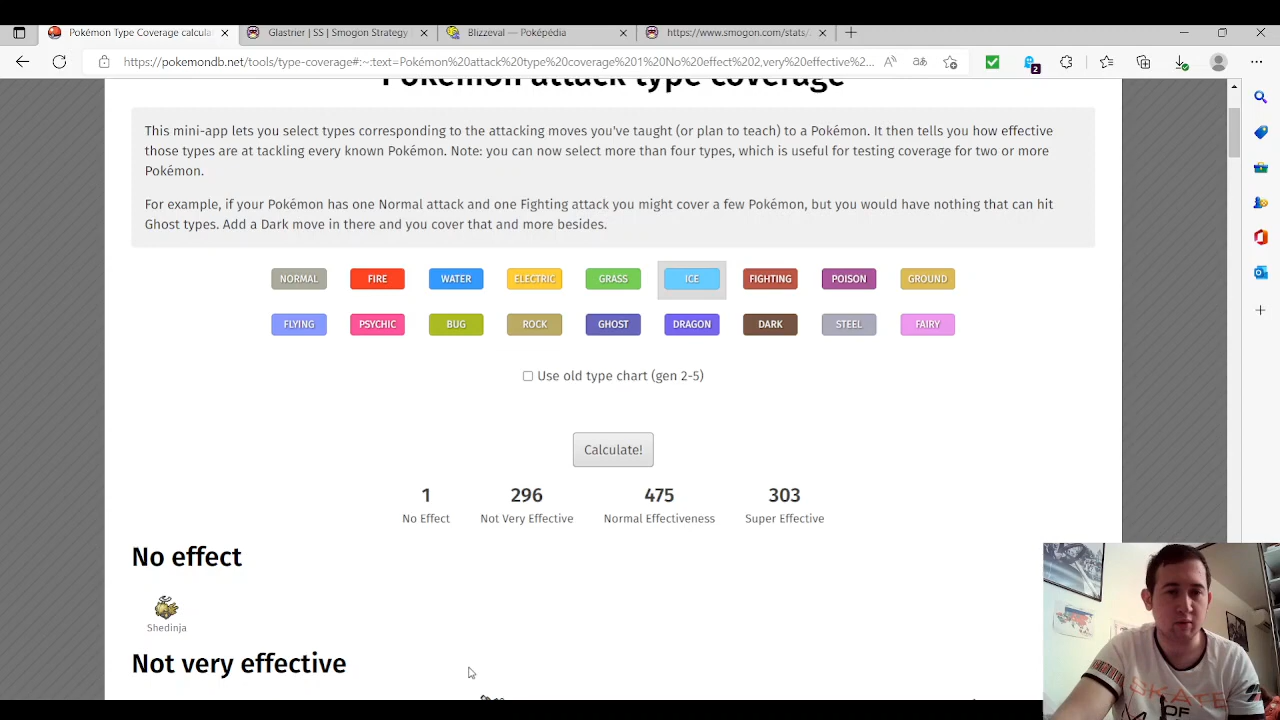 Pokémon Type Coverage calcula
Glastrier | SS | Smogon Strategy
Blizzeval — Poképédia
https://www.smogon.com/stats/
https://pokemondb.net/tools/type_coverage#:~:text=Pokémon%20attack%20type%20coverage%201%20No%20effect%202,very%20effective%2...
2
Pokémon attack type coverage
This mini-app lets you select types corresponding to the attacking moves you've taught (or plan to teach) to a Pokémon. It then tells you how effective
those types are at tackling every known Pokémon. Note: you can now select more than four types, which is useful for testing coverage for two or more
Pokémon.
For example, if your Pokémon has one Normal attack and one Fighting attack you might cover a few Pokémon, but you would have nothing that can hit
Ghost types. Add a Dark move in there and you cover that and more besides.
NORMAL FIRE WATER ELECTRIC GRASS ICE FIGHTING POISON GROUND
FLYING PSYCHIC BUG ROCK GHOST DRAGON DARK STEEL FAIRY
Use old type chart (gen 2-5)
Calculate!
1 296 475 303
No Effect Not Very Effective Normal Effectiveness Super Effective
No effect
Shedinja
Not very effective
SKATE
OF